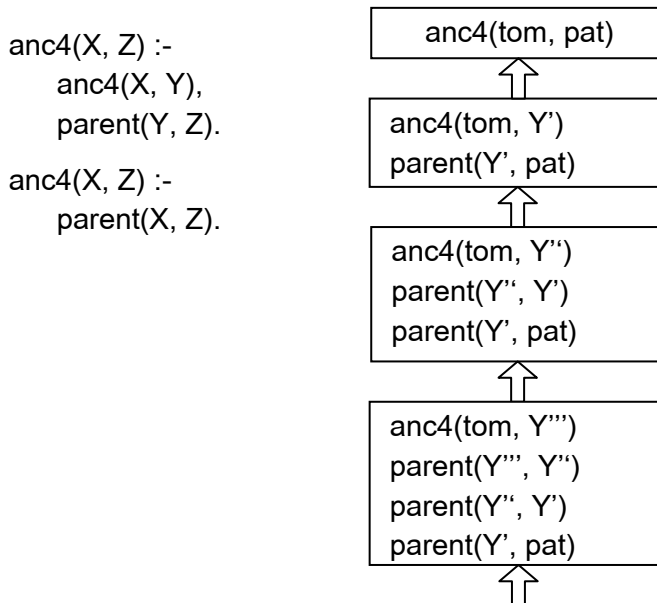 anc4(X, Z) :-
anc4(X, Y),
parent(Y, Z).
anc4(X, Z) :-
parent(X, Z).
anc4(tom, pat)
anc4(tom, Y’)
parent(Y’, pat)
anc4(tom, Y’‘)
parent(Y’‘, Y’)
parent(Y’, pat)
anc4(tom, Y’’’)
parent(Y’’’, Y’‘)
parent(Y’‘, Y’)
parent(Y’, pat)